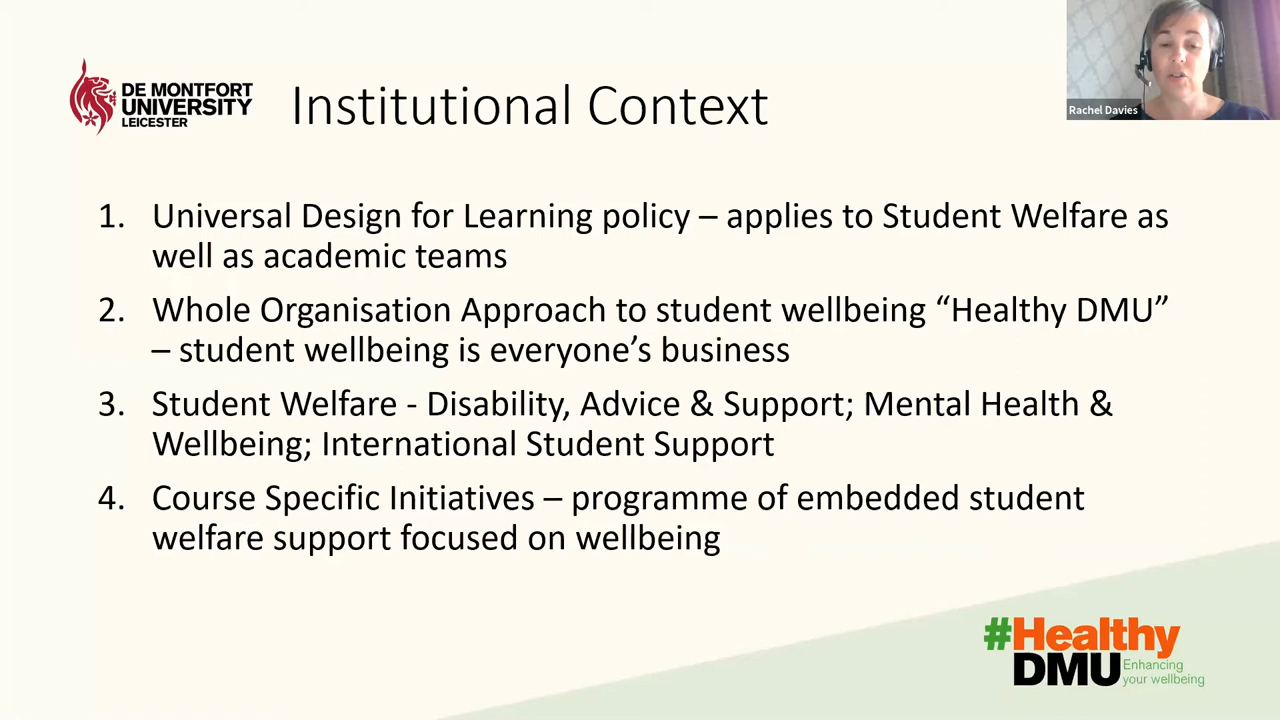 DE MONTFORT
UNIVERSITY
LEICESTER
Institutional Context
Rachel Davies
1. Universal Design for Learning policy – applies to Student Welfare as
well as academic teams
2. Whole Organisation Approach to student wellbeing “Healthy DMU”
– student wellbeing is everyone’s business
3. Student Welfare - Disability, Advice & Support; Mental Health &
Wellbeing; International Student Support
4. Course Specific Initiatives – programme of embedded student
welfare support focused on wellbeing
#Healthy
DMU Enhancing
your wellbeing